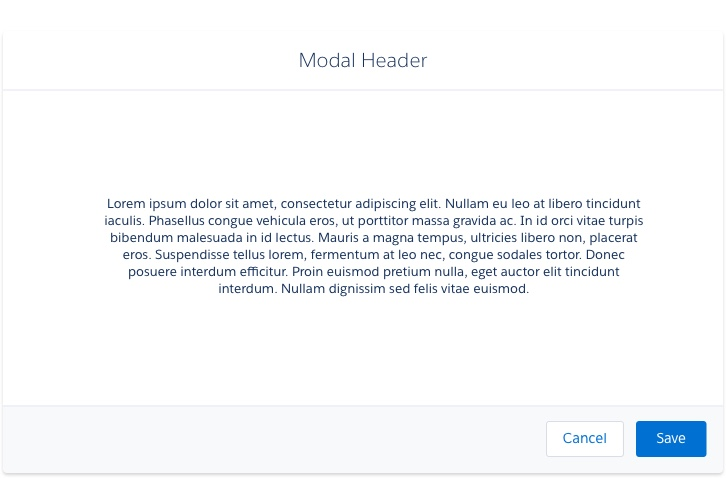 Modal Header
Lorem ipsum dolor sit amet, consectetur adipiscing elit. Nullam eu leo at libero tincidunt
iaculis. Phasellus congue vehicula eros, ut porttitor massa gravida ac. In id orci vitae turpis
bibendum malesuada in id lectus. Mauris a magna tempus, ultricies libero non, placerat
eros. Suspendisse tellus lorem, fermentum at leo nec, congue sodales tortor. Donec
posuere interdum efficitur. Proin euismod pretium nulla, eget auctor elit tincidunt
interdum. Nullam dignissim sed felis vitae euismod.
Cancel Save